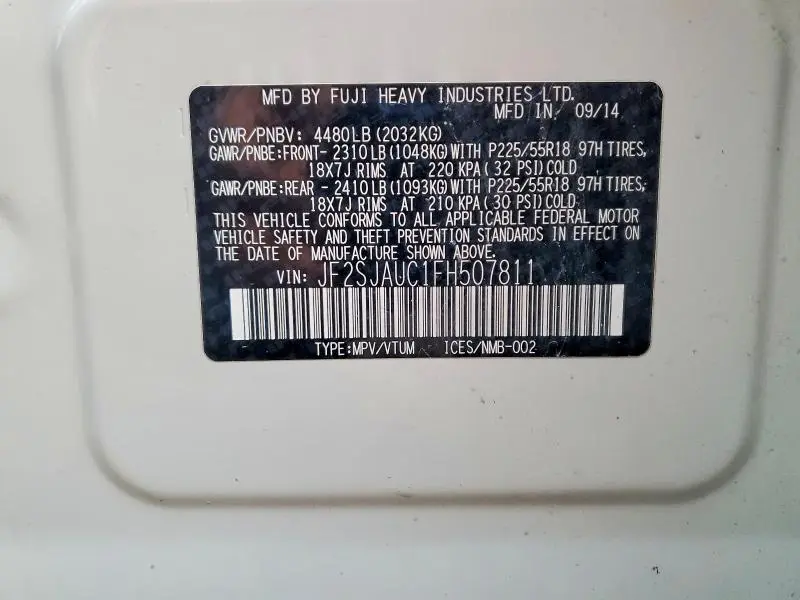 MFD BY FUJI HEAVY INDUSTRIES LTD.
MFD IN 09/14
GVWR/PNBV: 4480LB(2032KG)
GAWR/PNBE:FRONT- 2310LB(1048KG)WITH P225/55R18 97H TIRES,
18X7J RIMS AT 220 KPA( 32 PSI)COLD
GAWR/PNBE:REAR - 2410LB(1093KG)WITH P225/55R18 97H TIRES,
18X7J RIMS AT 210 KPA( 30 PSI)COLD.
THIS VEHICLE CONFORMS TO ALL APPLICABLE FEDERAL MOTOR
VEHICLE SAFETY AND THEFT PREVENTION STANDARDS IN EFFECT ON
THE DATE OF MANUFACTURE SHOWN ABOVE.
VIN: JF2SJAUC1FH507811
TYPE:MPV/VTUM ICES/NMB-002